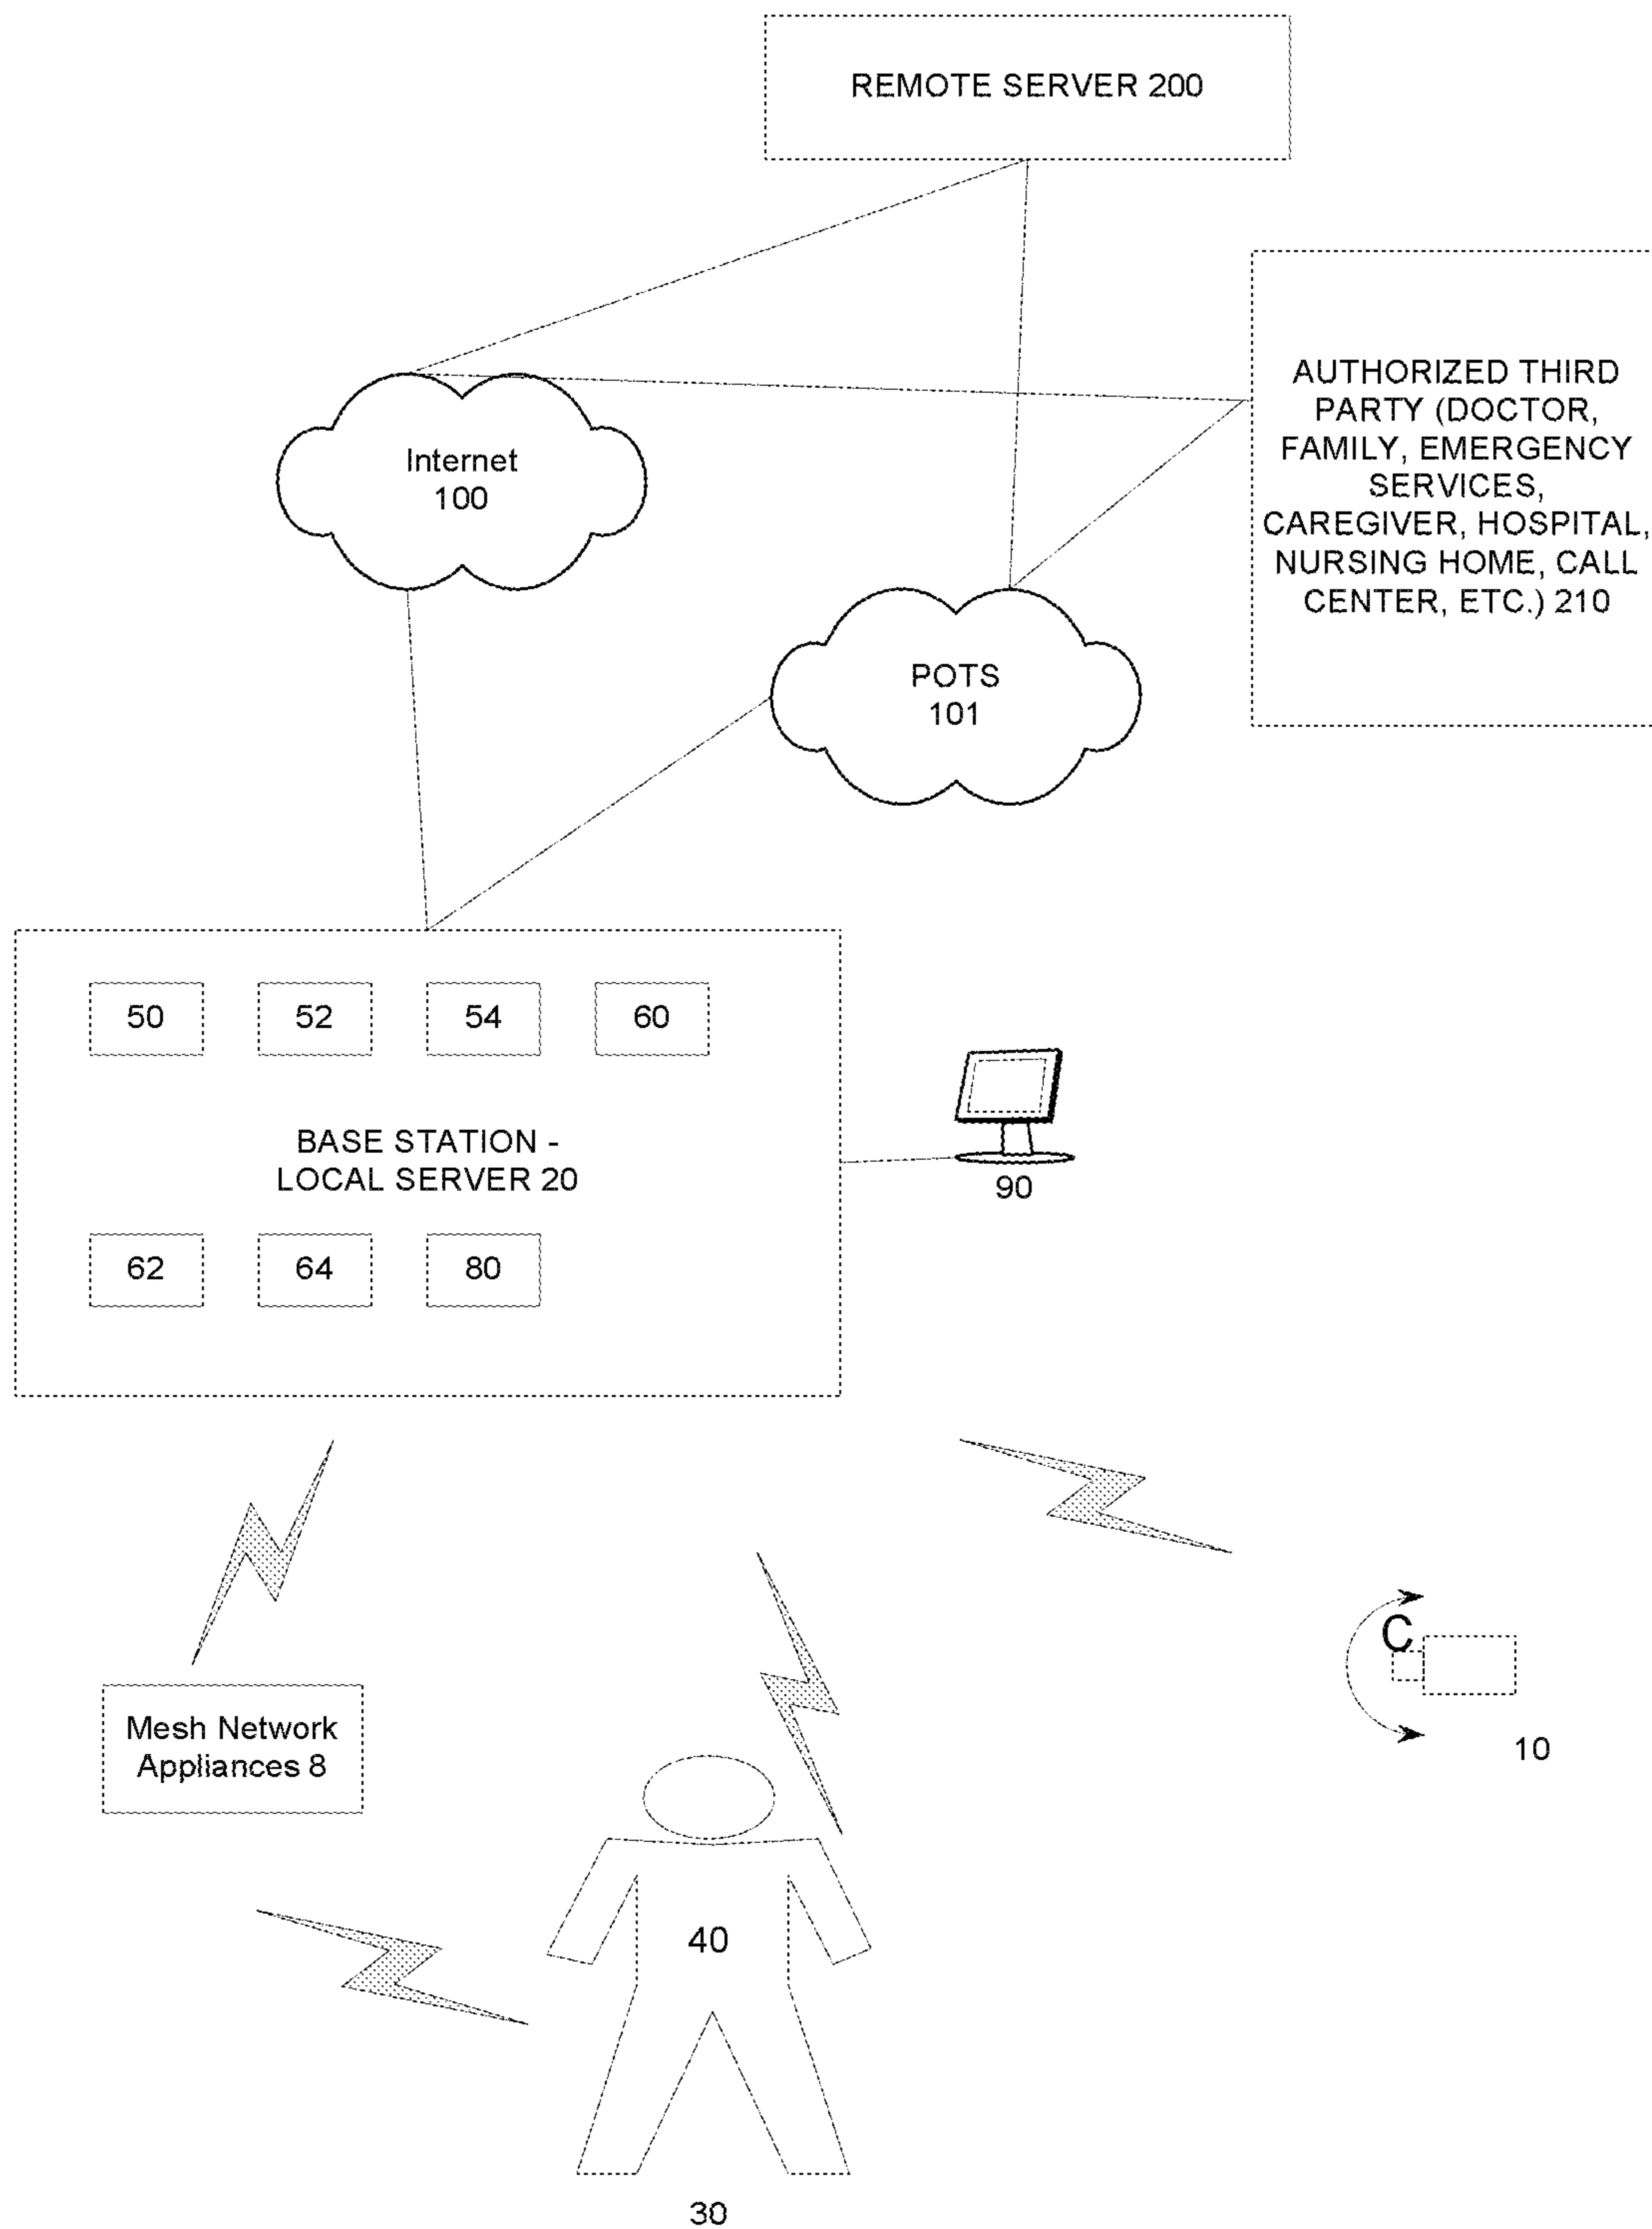 REMOTE SERVER 200
AUTHORIZED THIRD
PARTY (DOCTOR,
FAMILY, EMERGENCY
SERVICES,
CAREGIVER, HOSPITAL,
NURSING HOME, CALL
CENTER, ETC.) 210
Internet
100
POTS
101
50
52
54
60
BASE STATION -
LOCAL SERVER 20
90
62
64
80
C
10
Mesh Network
Appliances 8
40
30